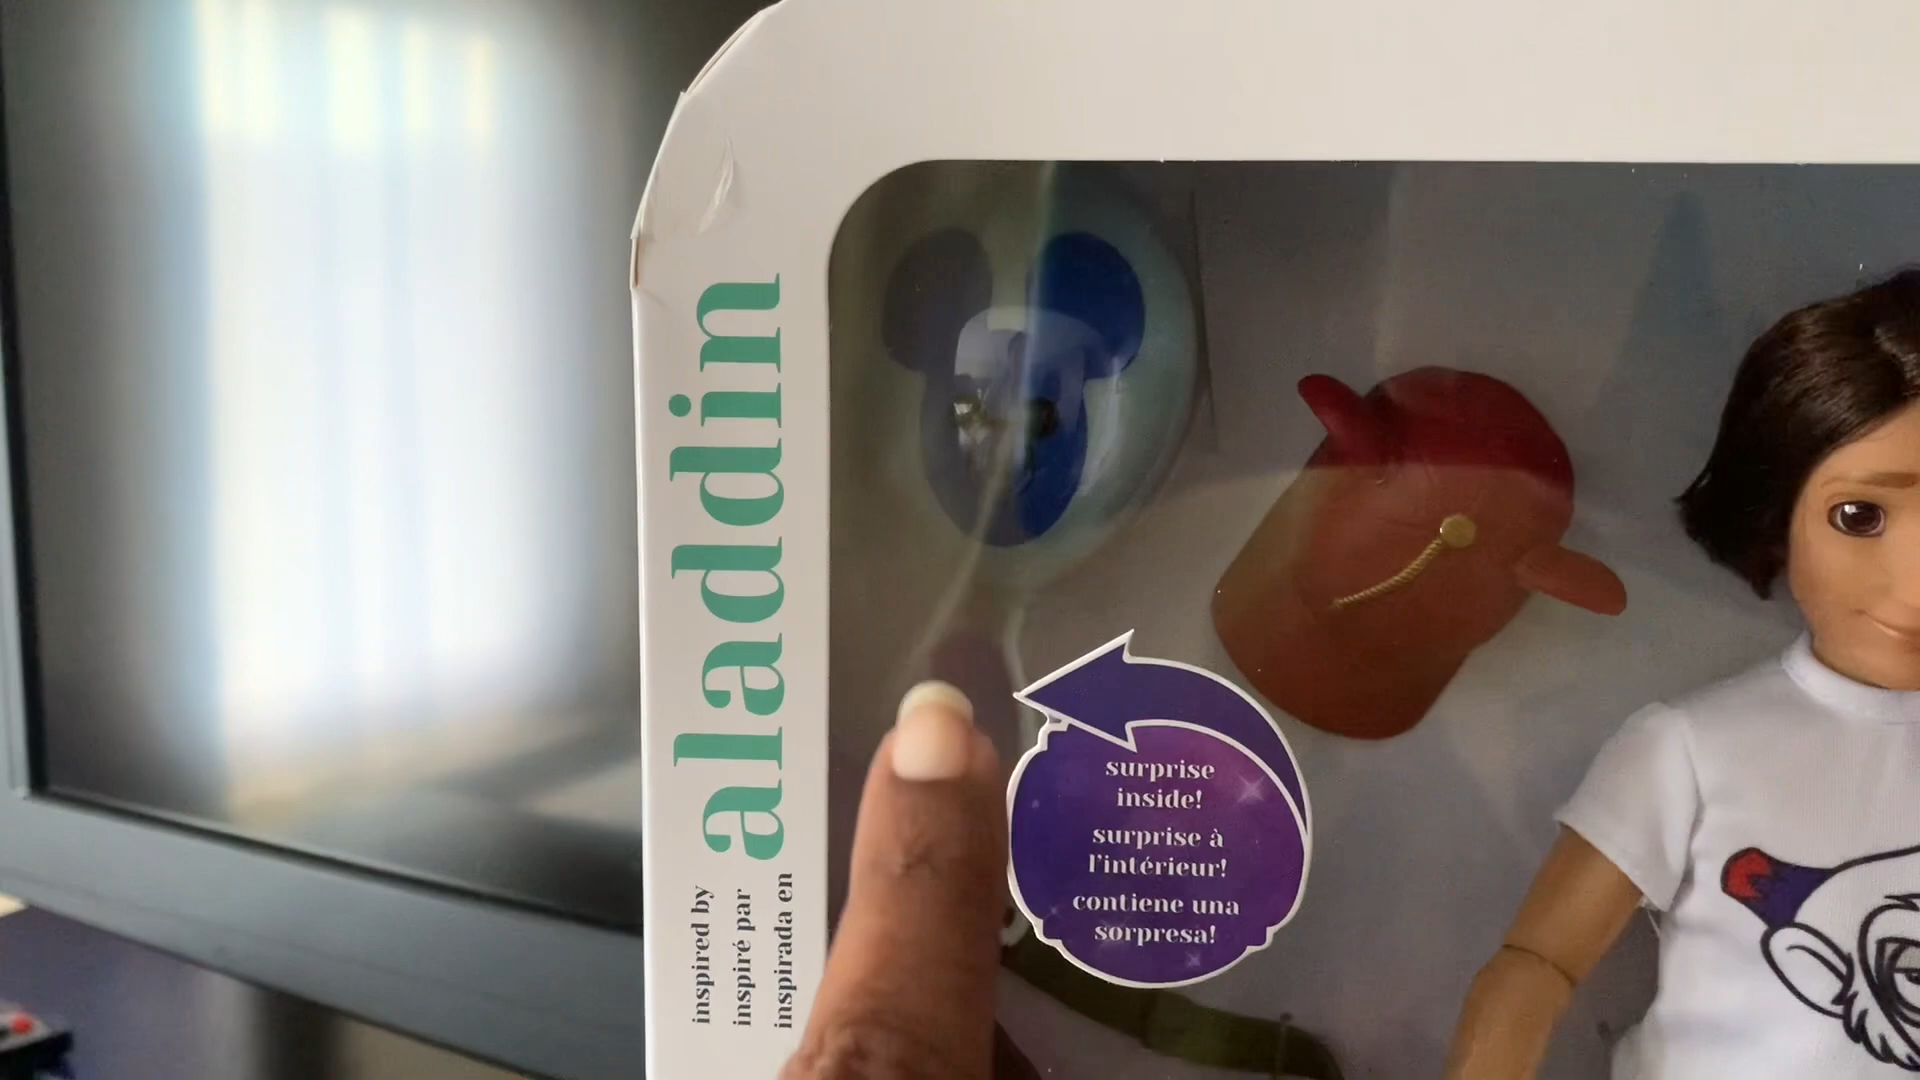 inspired by
inspiré par
inspirada en
aladdin
surprise
inside!
surprise à
l'intérieur!
contiene una
sorpresa!